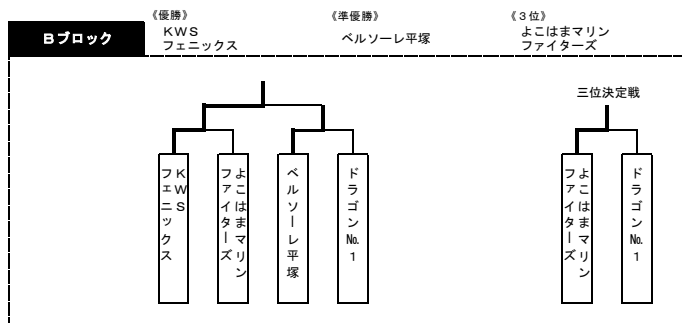 《優勝》
《準優勝》
《３位》
Ｂブロック
ＫＷＳ
フェニックス
ベルソーレ平塚
よこはまマリン
ファイターズ
三位決定戦
ＫＷＳ
フェニックス
よこはまマリン
ファイターズ
ベルソーレ平塚
ドラゴン№１
よこはまマリン
ファイターズ
ドラゴン№１